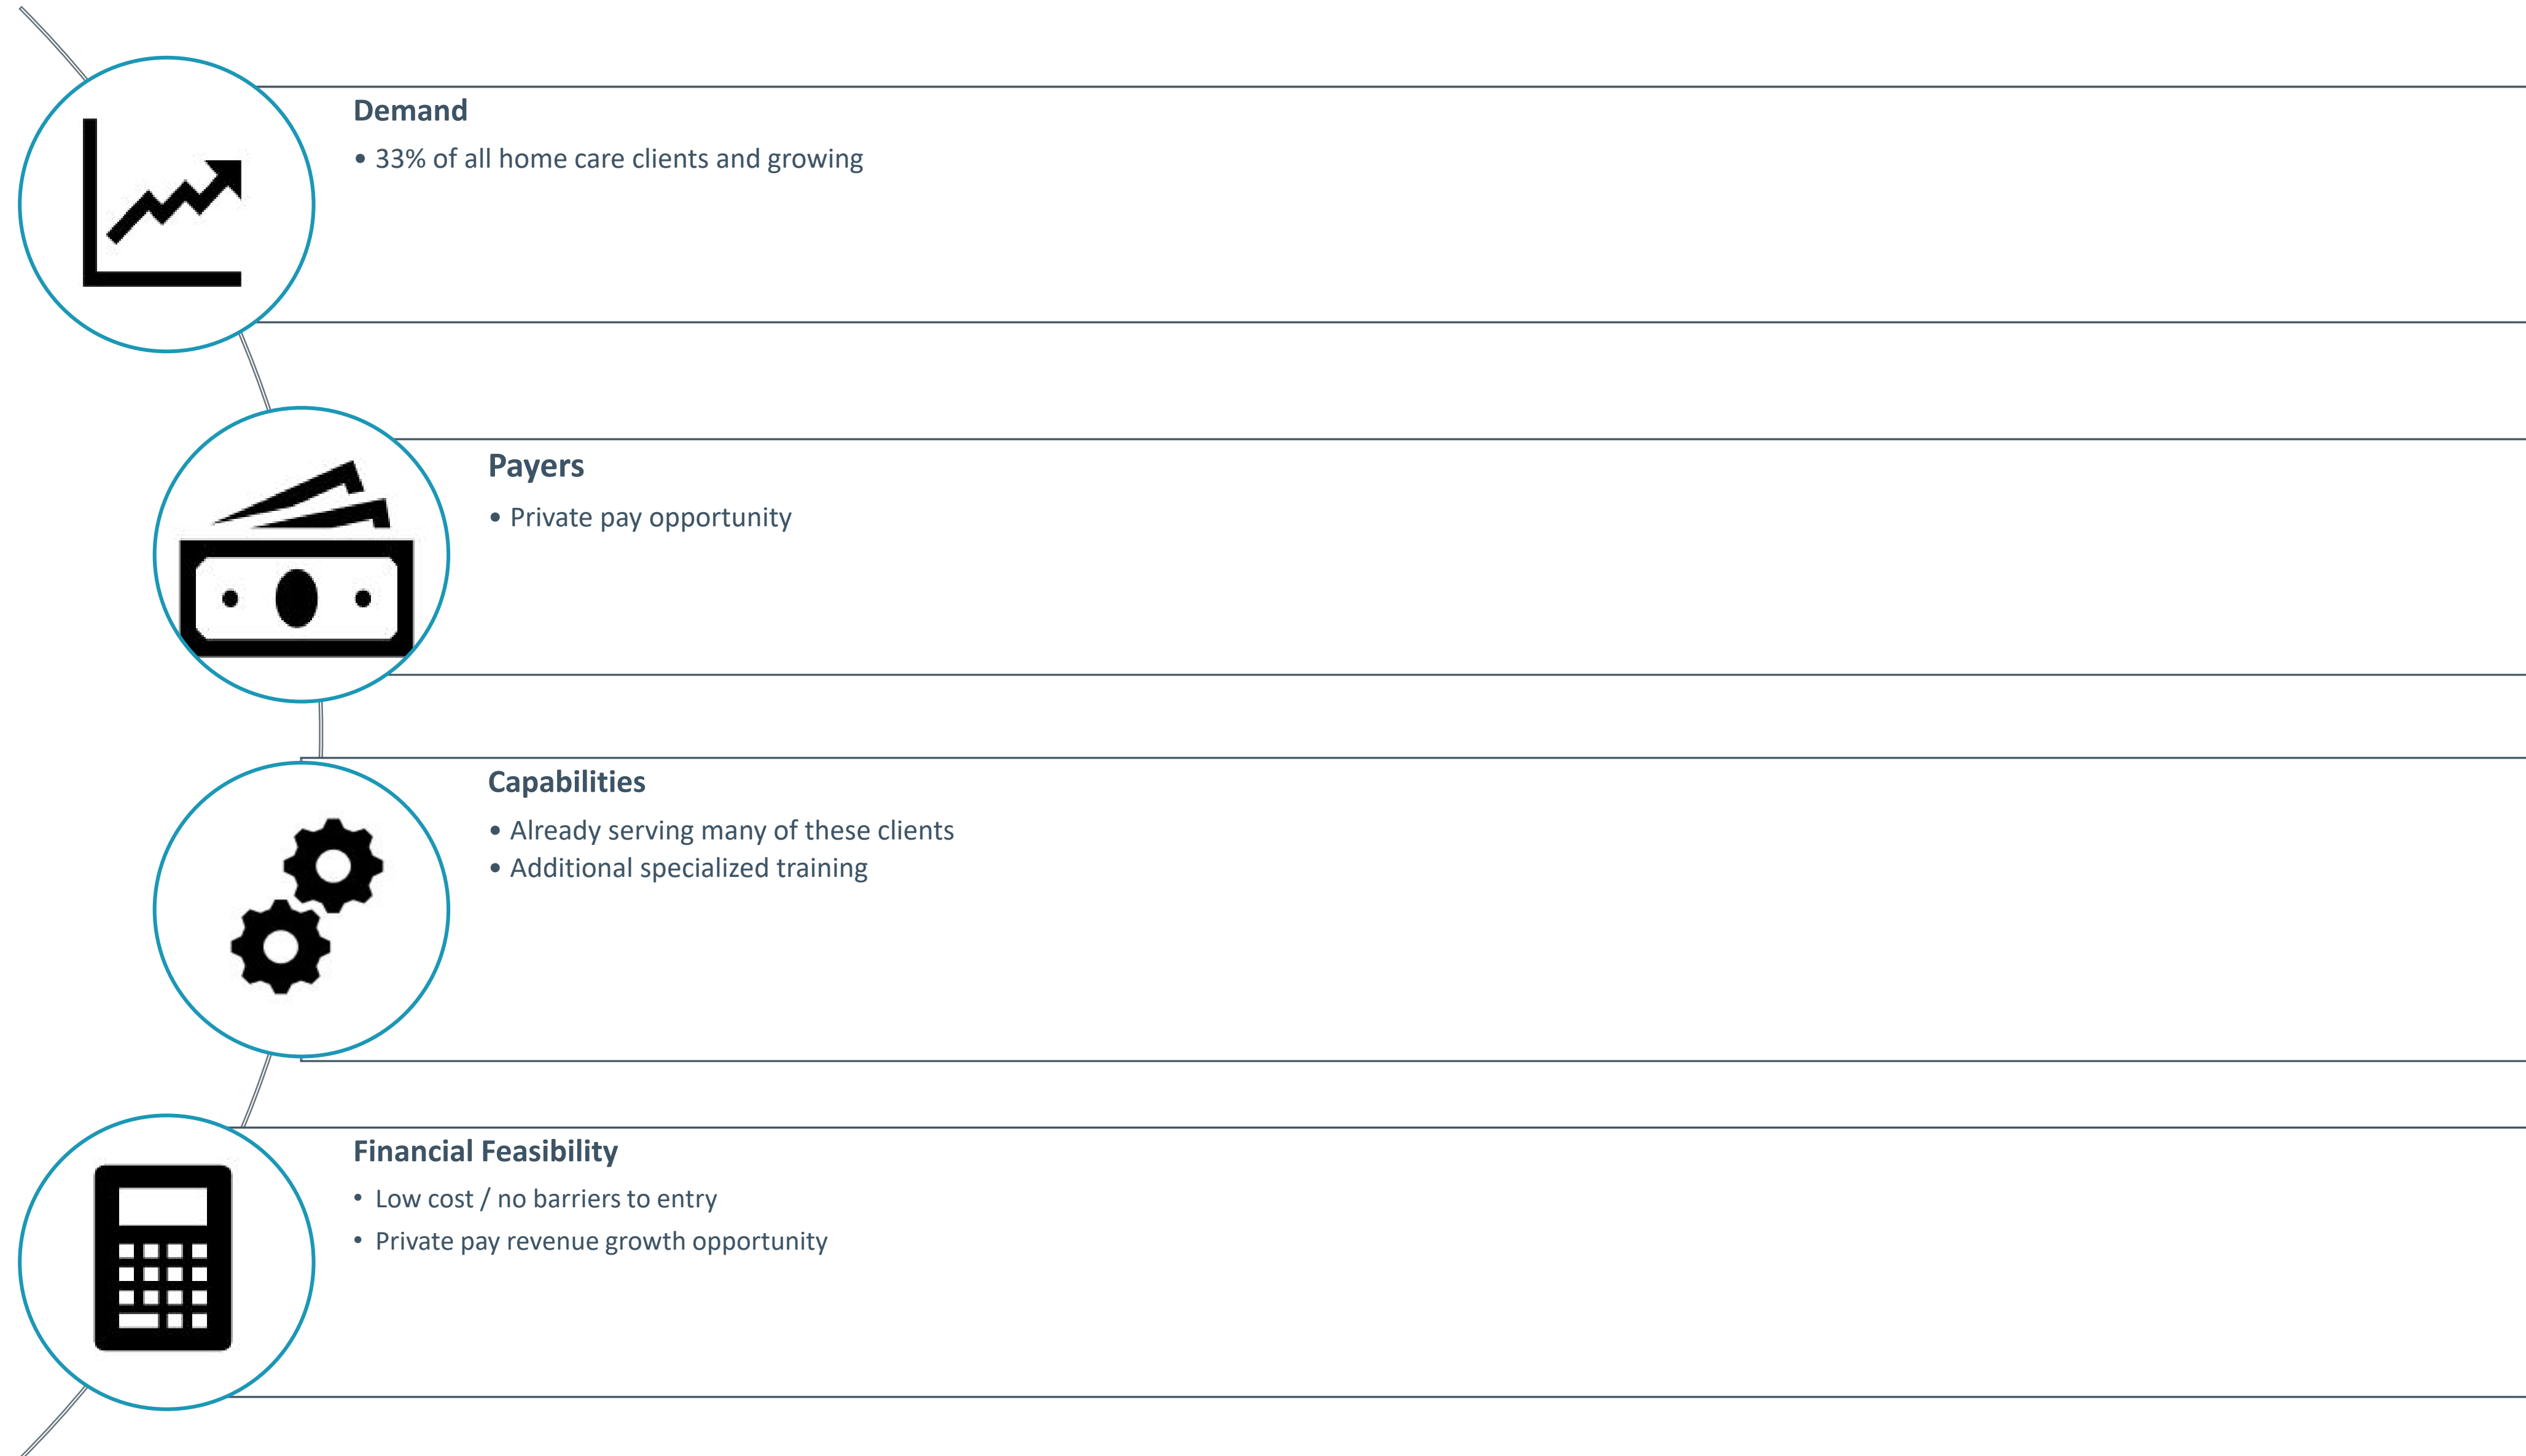 Demand
• 33% of all home care clients and growing
Payers
• Private pay opportunity
Capabilities
• Already serving many of these clients
• Additional specialized training
Financial Feasibility
• Low cost / no barriers to entry
• Private pay revenue growth opportunity